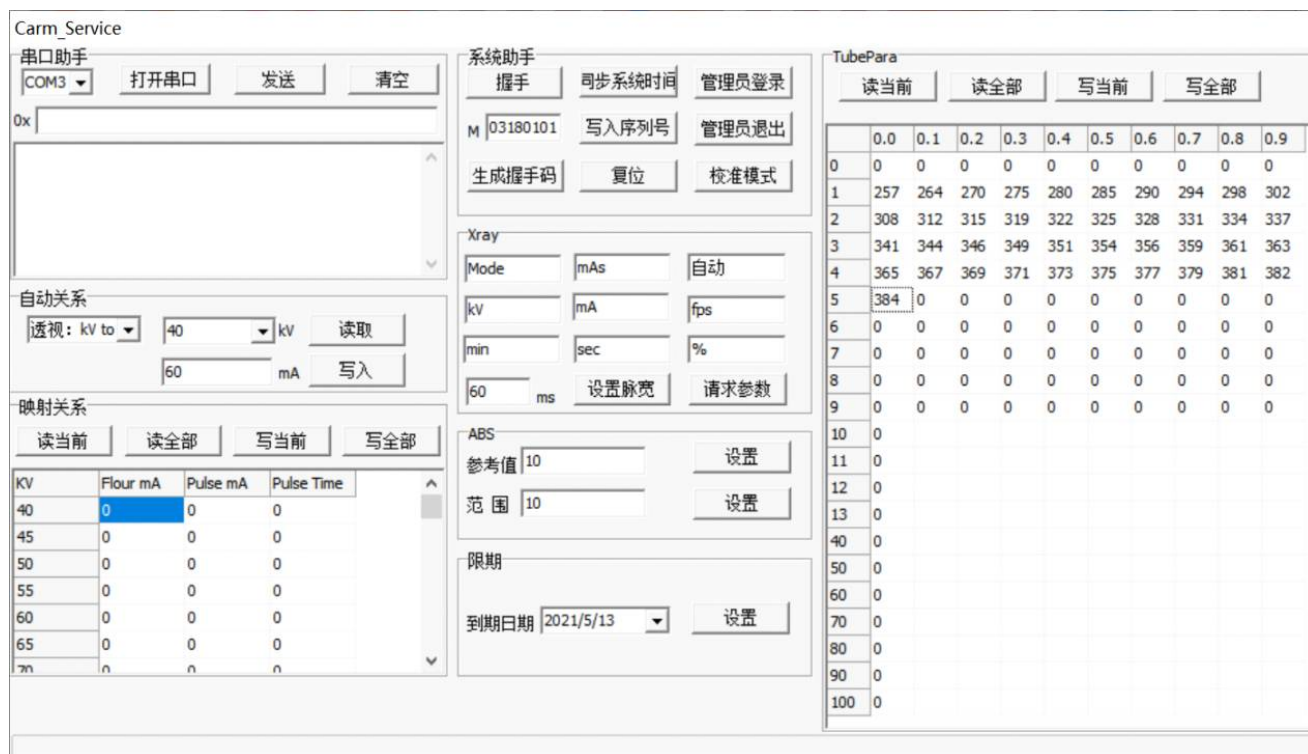 Carm_Service
串口助手
COM3 打开串口 发送 清空
0x
自动关系
透视: kV to 40 kV 读取
60 mA 写入
映射关系
读当前 读全部 写当前 写全部
KV Flour mA Pulse mA Pulse Time
40 0 0 0
45 0 0 0
50 0 0 0
55 0 0 0
60 0 0 0
65 0 0 0
70 0 0 0
系统助手
握手 同步系统时间 管理员登录
M 03180101 写入序列号 管理员退出
生成握手码 复位 校准模式
Xray
Mode mAs 自动
kV mA fps
min sec %
60 ms 设置脉宽 请求参数
ABS
参考值 10 设置
范 围 10 设置
限期
到期日期 2021/5/13 设置
TubePara
读当前 读全部 写当前 写全部
0.0 0.1 0.2 0.3 0.4 0.5 0.6 0.7 0.8 0.9
0 0 0 0 0 0 0 0 0 0 0
1 257 264 270 275 280 285 290 294 298 302
2 308 312 315 319 322 325 328 331 334 337
3 341 344 346 349 351 354 356 359 361 363
4 365 367 369 371 373 375 377 379 381 382
5 384 0 0 0 0 0 0 0 0 0
6 0 0 0 0 0 0 0 0 0 0
7 0 0 0 0 0 0 0 0 0 0
8 0 0 0 0 0 0 0 0 0 0
9 0 0 0 0 0 0 0 0 0 0
10 0
11 0
12 0
13 0
40 0
50 0
60 0
70 0
80 0
90 0
100 0